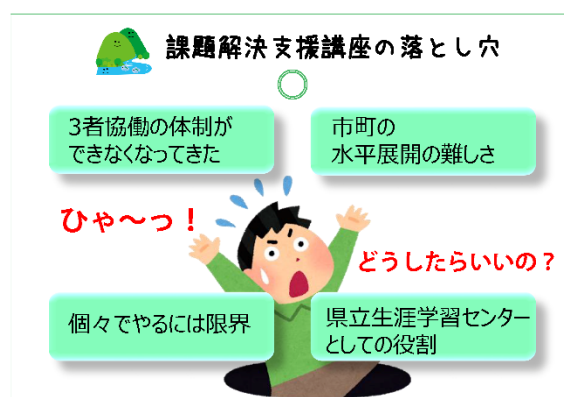 課題解決支援講座の落とし穴
3者協働の体制が
できなくなってきた
市町の
水平展開の難しさ
ひゃ～っ！
どうしたらいいの？
個々でやるには限界
県立生涯学習センター
としての役割